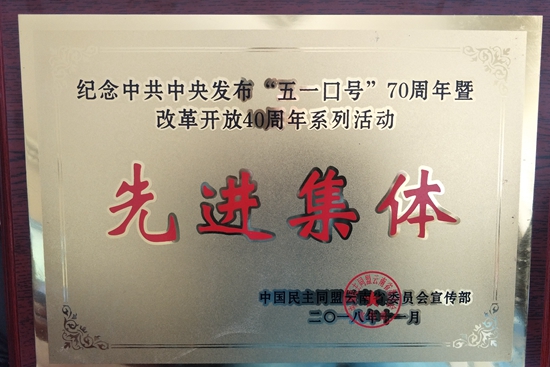 纪念中共中央发布“五一口号”70周年暨
改革开放40周年系列活动
先进集体
中国民主同盟云南省委员会宣传部
二〇一八年十一月